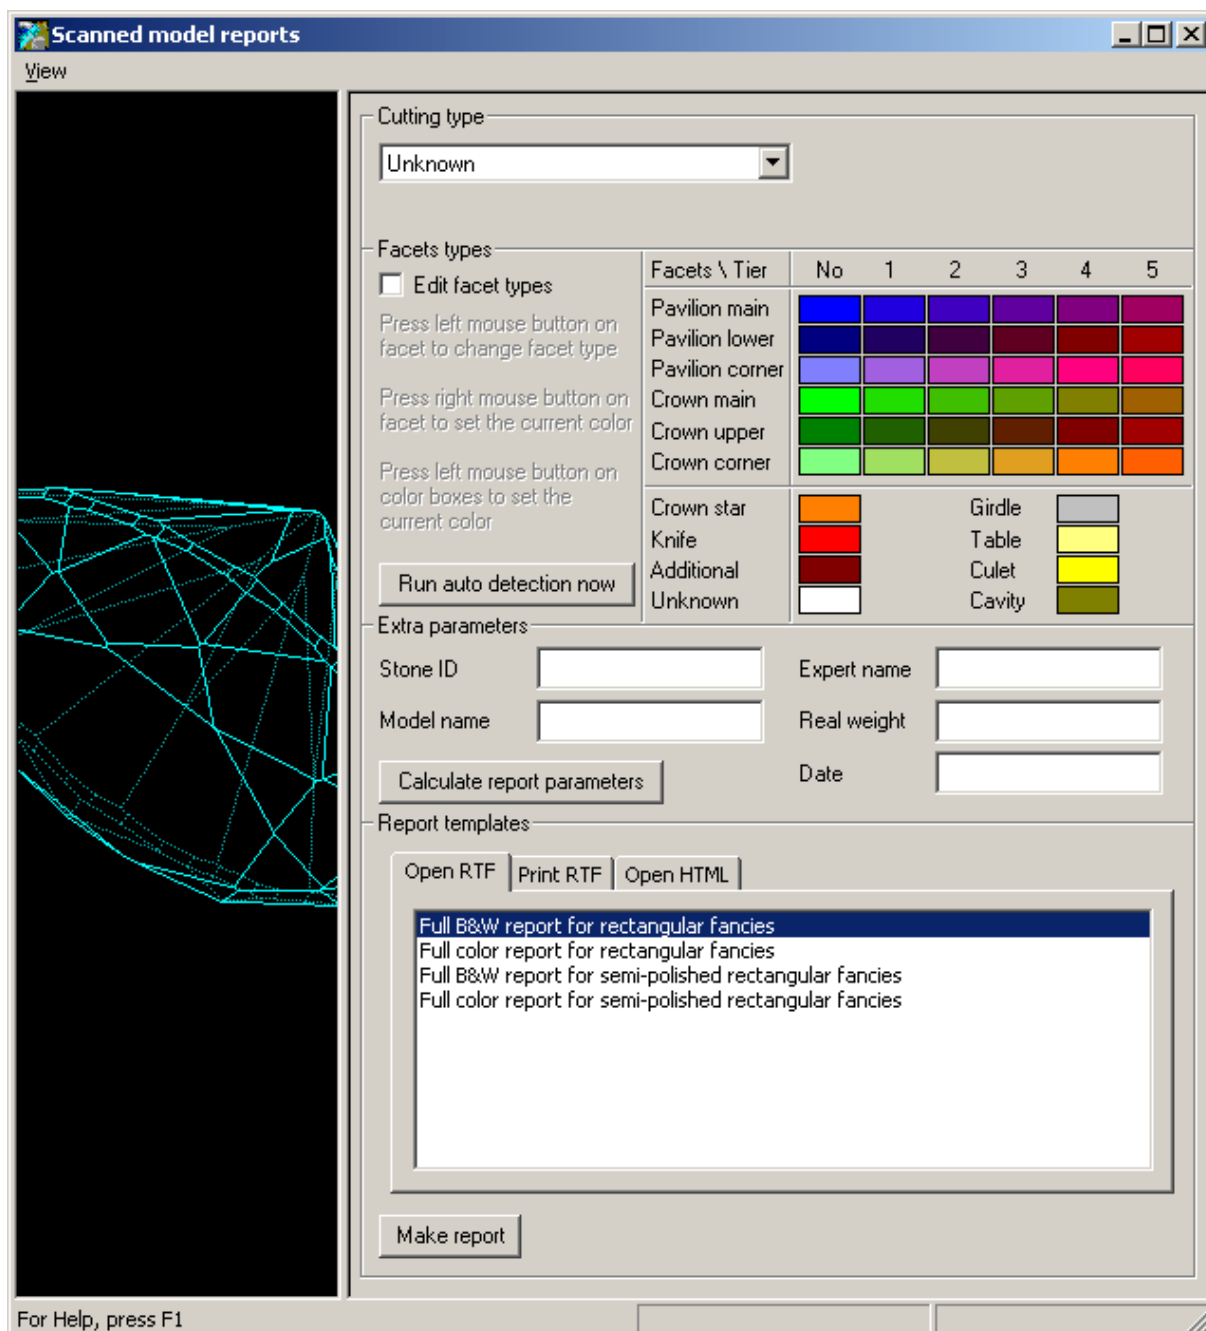 Scanned model reports
View
Cutting type
Unknown
Facets types
Edit facet types
Press left mouse button on
facet to change facet type
Press right mouse button on
facet to set the current color
Press left mouse button on
color boxes to set the
current color
Run auto detection now
Facets \ Tier No 1 2 3 4 5
Pavilion main
Pavilion lower
Pavilion corner
Crown main
Crown upper
Crown corner
Crown star Girdle
Knife Table
Additional Culet
Unknown Cavity
Extra parameters
Stone ID Expert name
Model name Real weight
Calculate report parameters Date
Report templates
Open RTF Print RTF Open HTML
Full B&W report for rectangular fancies
Full color report for rectangular fancies
Full B&W report for semi-polished rectangular fancies
Full color report for semi-polished rectangular fancies
Make report
For Help, press F1